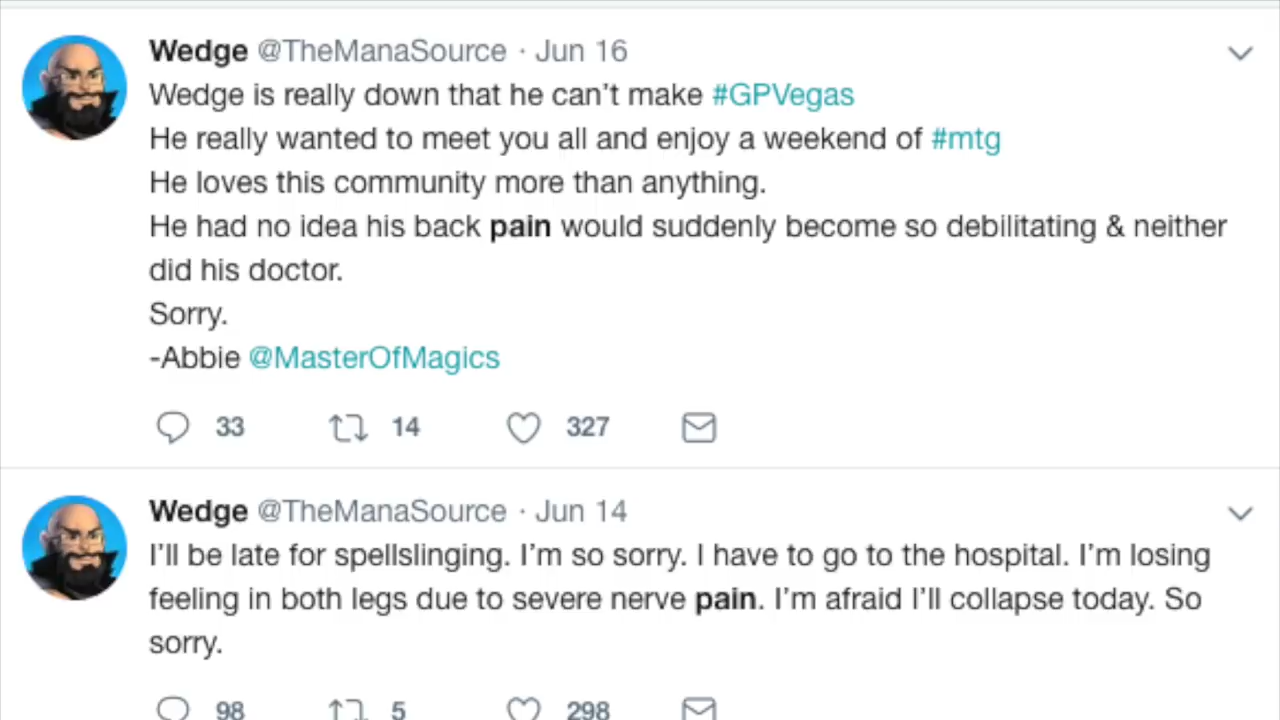 Wedge @TheManaSource · Jun 16
Wedge is really down that he can't make #GPVegas
He really wanted to meet you all and enjoy a weekend of #mtg
He loves this community more than anything.
He had no idea his back pain would suddenly become so debilitating & neither
did his doctor.
Sorry.
-Abbie @MasterOfMagics
33 14 327
Wedge @TheManaSource · Jun 14
I'll be late for spellslinging. I'm so sorry. I have to go to the hospital. I'm losing
feeling in both legs due to severe nerve pain. I'm afraid I'll collapse today. So
sorry.
98 5 298